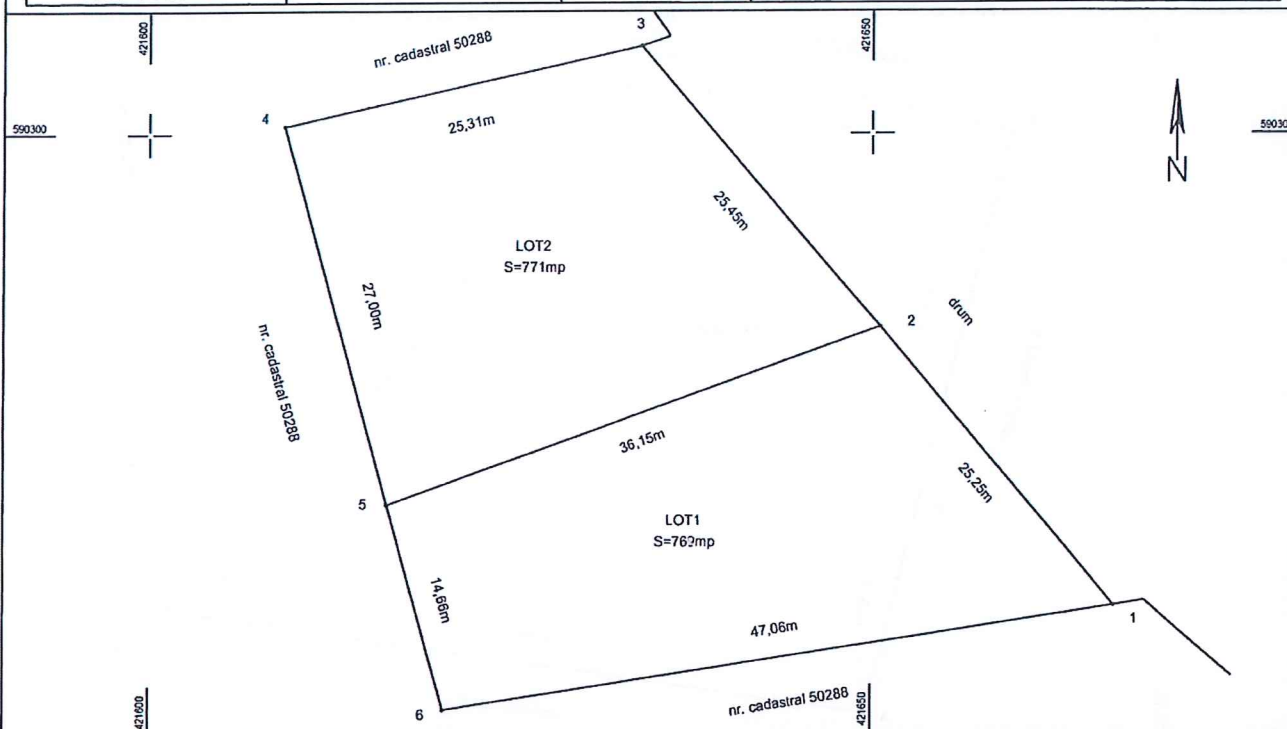 3
421600
421650
nr. cadastral 50288
4
25,31m
590300
5903
N
25,45m
LOT2
S=771mp
27,00m
drum
2
nr. cadastral 50288
36,15m
5
25,25m
LOT1
14,66m
47,06m
1
nr. cadastral 50288
6
421600
421650